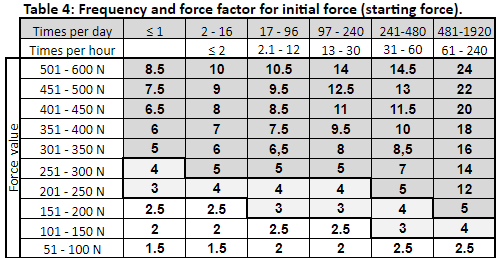 Table 4: Frequency and force factor for initial force (starting force).
Times per day ≤ 1 2 - 16 17 - 96 97 - 240 241-480 481-1920
Times per hour ≤ 2 2.1 - 12 13 - 30 31 - 60 61 - 240
Force value
501 - 600 N 8.5 10 10.5 14 14.5 24
451 - 500 N 7.5 9 9.5 12.5 13 22
401 - 450 N 6.5 8 8.5 11 11.5 20
351 - 400 N 6 7 7.5 9.5 10 18
301 - 350 N 5 6 6,5 8 8,5 16
251 - 300 N 4 5 5 5 7 14
201 - 250 N 3 4 4 4 5 12
151 - 200 N 2.5 2.5 3 3 4 5
101 - 150 N 2 2 2.5 2.5 3 4
51 - 100 N 1.5 1.5 2 2 2.5 2.5